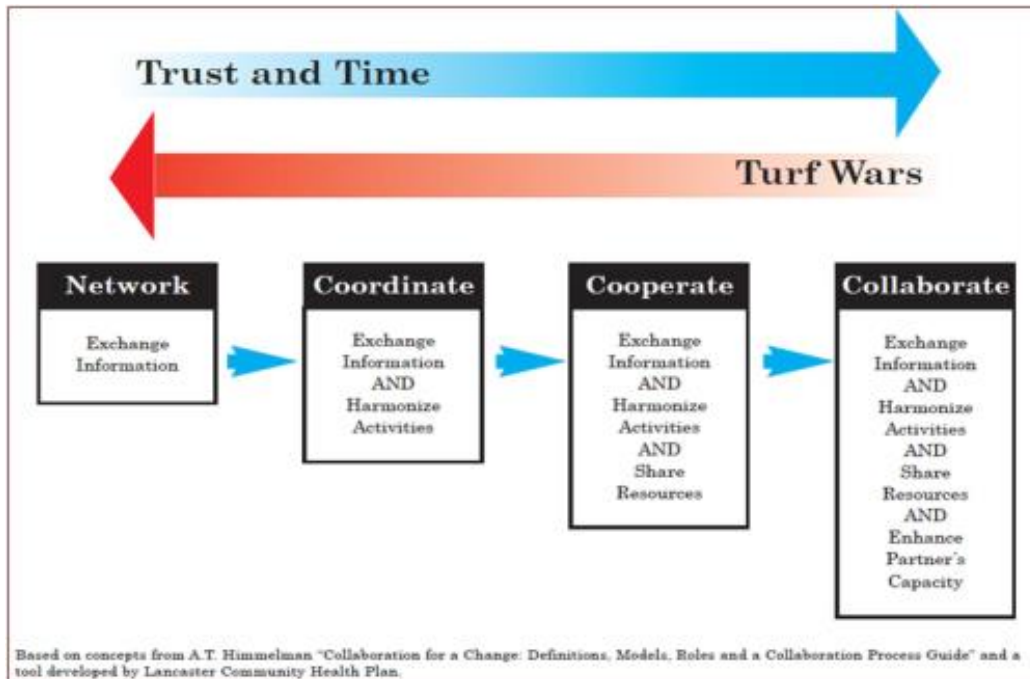 Trust and Time
Turf Wars
Network
Exchange
Information
Coordinate
Exchange
Information
AND
Harmonize
Activities
Cooperate
Exchange
Information
AND
Harmonize
Activities
AND
Share
Resources
Collaborate
Exchange
Information
AND
Harmonize
Activities
AND
Share
Resources
AND
Enhance
Partner's
Capacity
Based on concepts from A.T. Himmelman "Collaboration for a Change: Definitions, Models, Roles and a Collaboration Process Guide" and a
tool developed by Lancaster Community Health Plan.